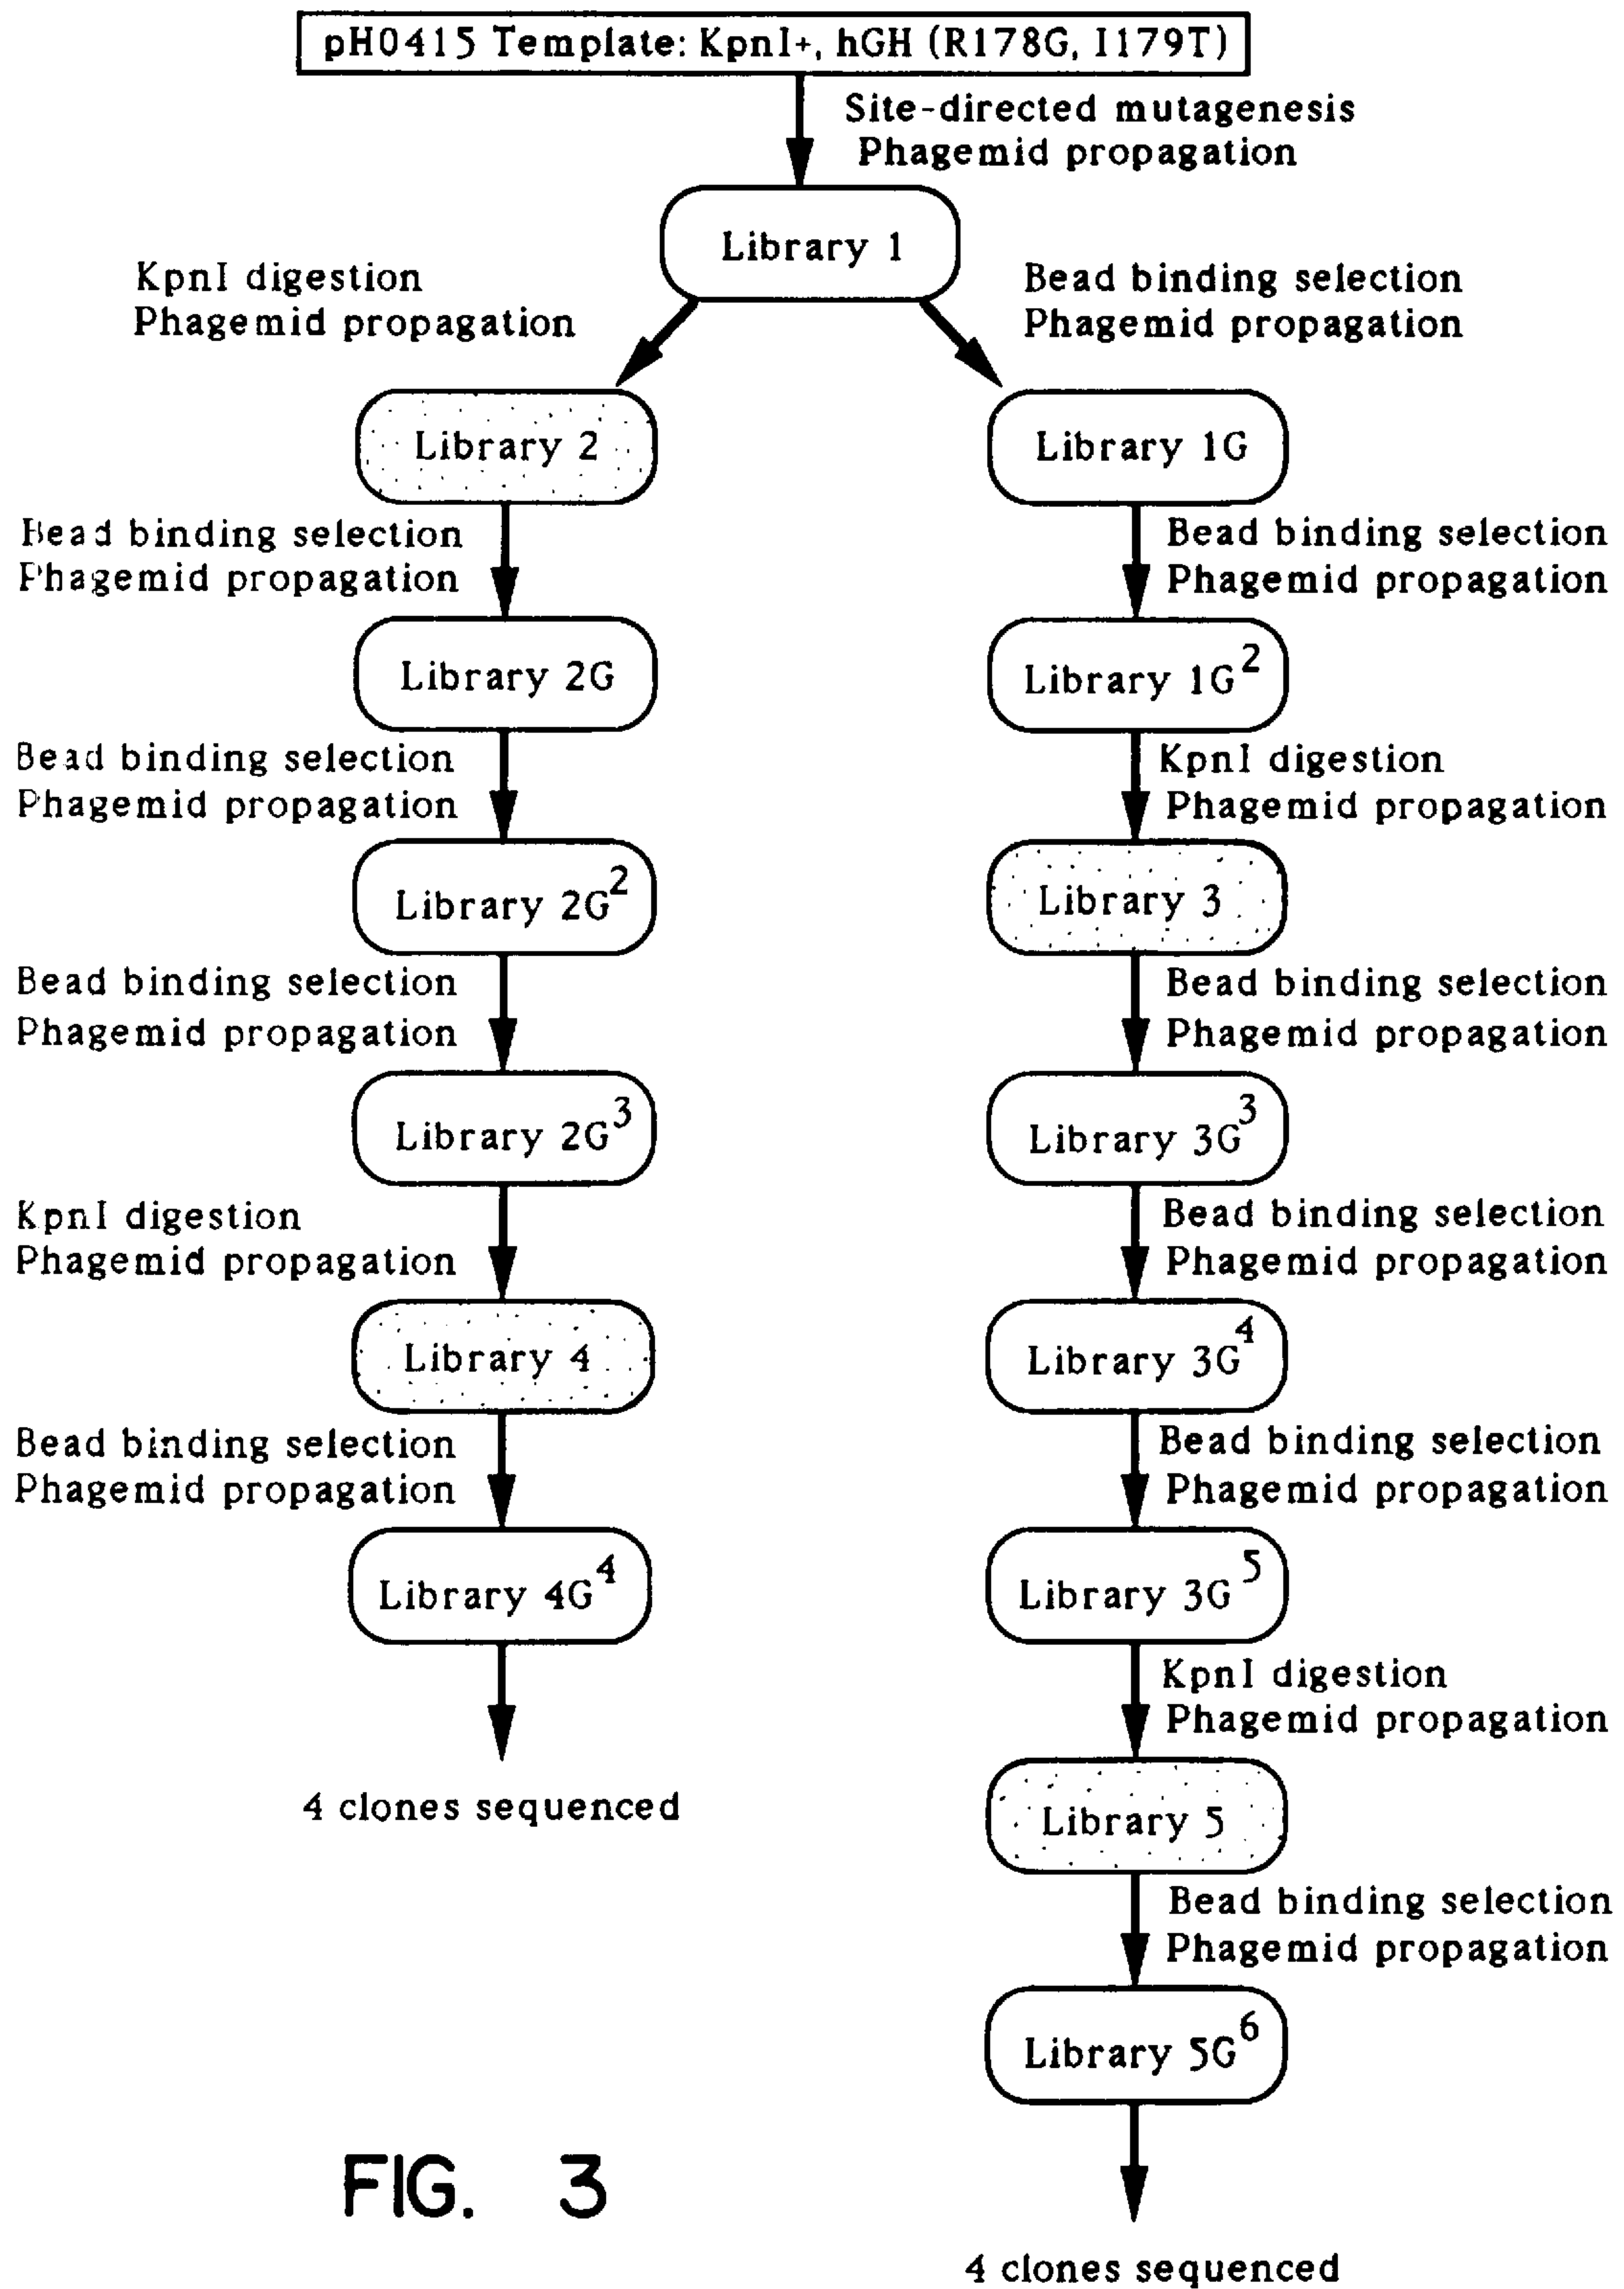 pH0415 Template: KpnI+, hGH (R178G, I179T)
Site-directed mutagenesis
Phagemid propagation
Library 1
KpnI digestion
Phagemid propagation
Bead binding selection
Phagemid propagation
Library 2
Library 1G
Bead binding selection
Phagemid propagation
Bead binding selection
Phagemid propagation
Library 2G
Library 1G²
Bead binding selection
Phagemid propagation
KpnI digestion
Phagemid propagation
Library 2G²
Library 3
Bead binding selection
Phagemid propagation
Bead binding selection
Phagemid propagation
Library 2G³
Library 3G³
KpnI digestion
Phagemid propagation
Bead binding selection
Phagemid propagation
Library 4
Library 3G⁴
Bead binding selection
Phagemid propagation
Bead binding selection
Phagemid propagation
Library 4G⁴
Library 3G⁵
KpnI digestion
Phagemid propagation
4 clones sequenced
Library 5
Bead binding selection
Phagemid propagation
Library 5G⁶
FIG. 3
4 clones sequenced